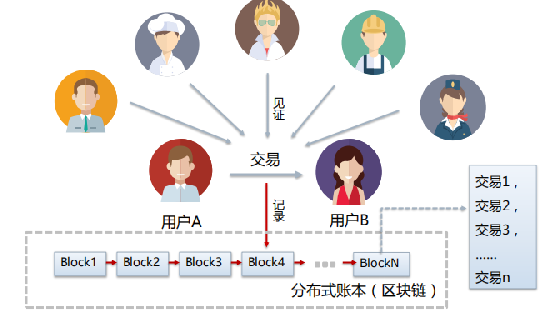 见证
交易
记录
用户A
用户B
交易1，
交易2，
交易3，
……
交易n
Block1
Block2
Block3
Block4
BlockN
分布式账本（区块链）